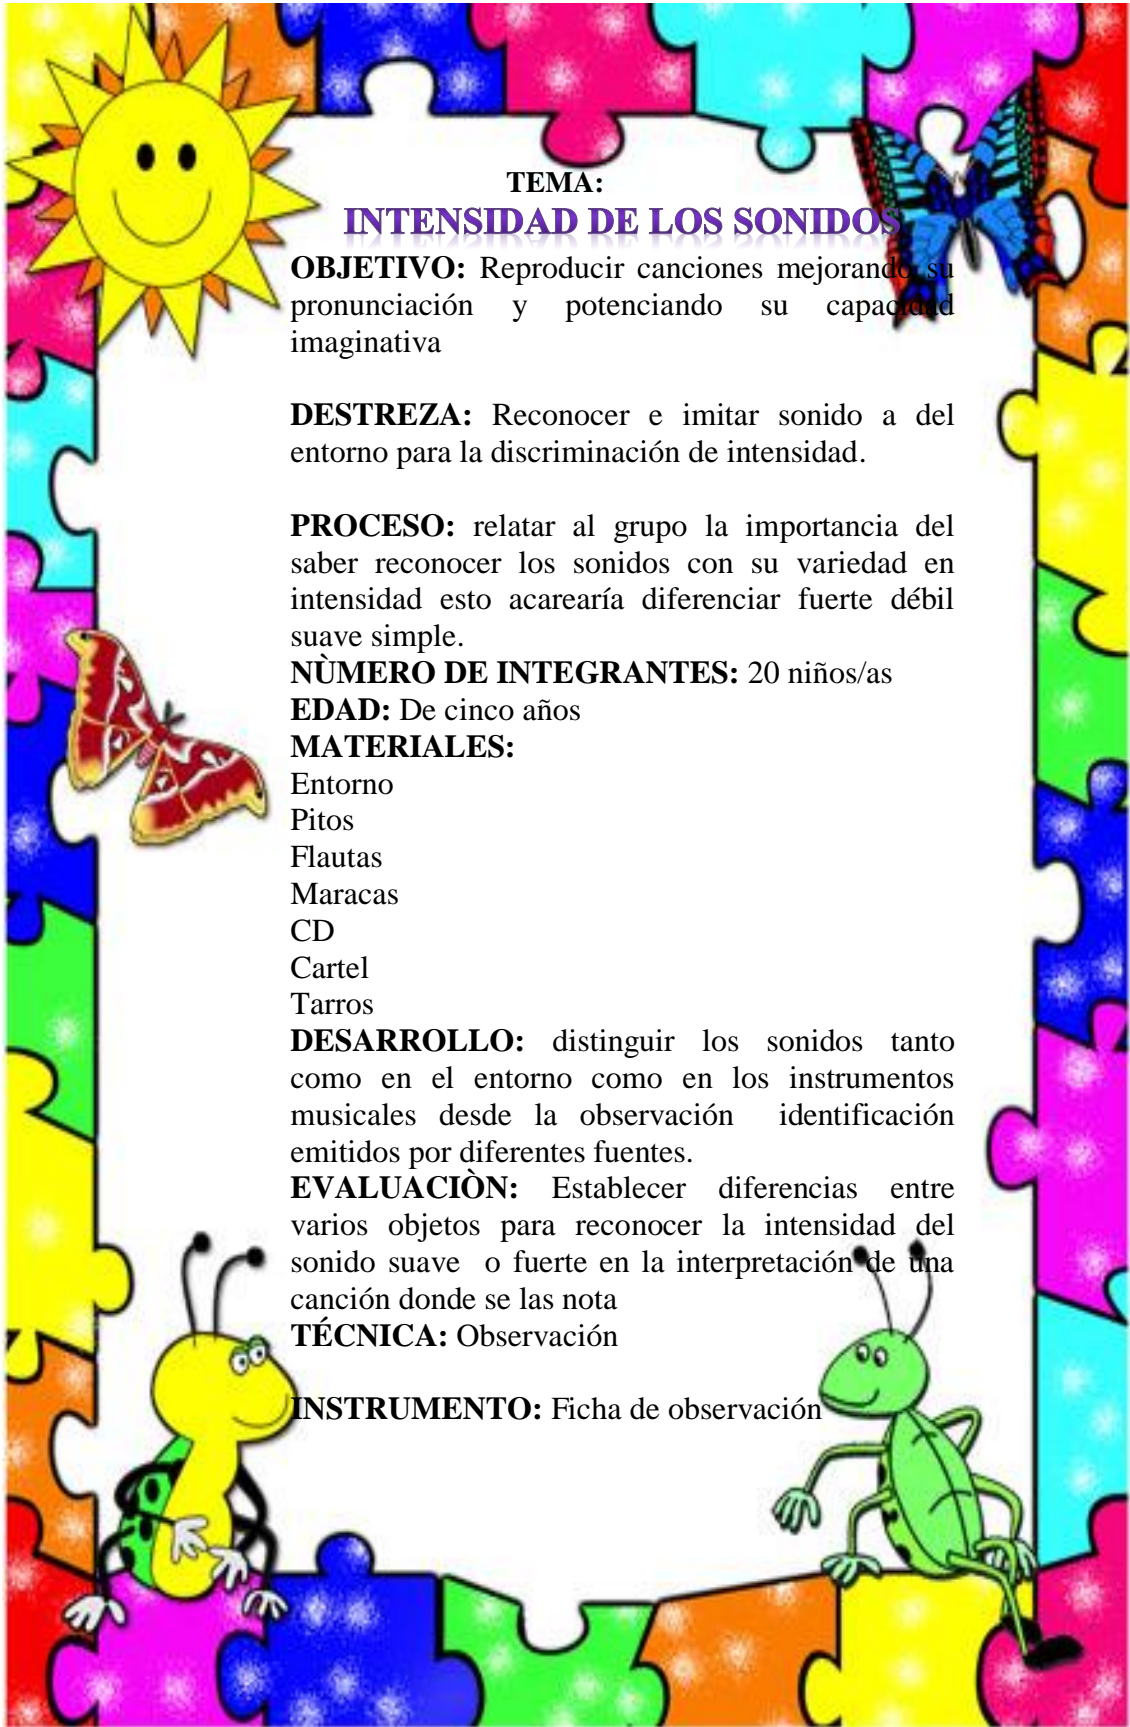 TEMA:
INTENSIDAD DE LOS SONIDOS
OBJETIVO: Reproducir canciones mejorando su
pronunciación y potenciando su capacidad
imaginativa
DESTREZA: Reconocer e imitar sonido a del
entorno para la discriminación de intensidad.
PROCESO: relatar al grupo la importancia del
saber reconocer los sonidos con su variedad en
intensidad esto acarearía diferenciar fuerte débil
suave simple.
NÙMERO DE INTEGRANTES: 20 niños/as
EDAD: De cinco años
MATERIALES:
Entorno
Pitos
Flautas
Maracas
CD
Cartel
Tarros
DESARROLLO: distinguir los sonidos tanto
como en el entorno como en los instrumentos
musicales desde la observación identificación
emitidos por diferentes fuentes.
EVALUACIÒN: Establecer diferencias entre
varios objetos para reconocer la intensidad del
sonido suave o fuerte en la interpretación de una
canción donde se las nota
TÉCNICA: Observación
INSTRUMENTO: Ficha de observación